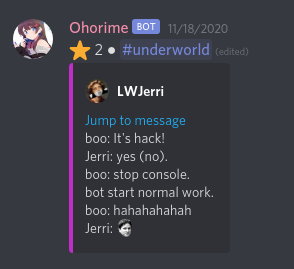 Ohorime BOT 11/18/2020
2 • #underworld (edited)
LWJerri
Jump to message
boo: It's hack!
Jerri: yes (no).
boo: stop console.
bot start normal work.
boo: hahahahahah
Jerri: